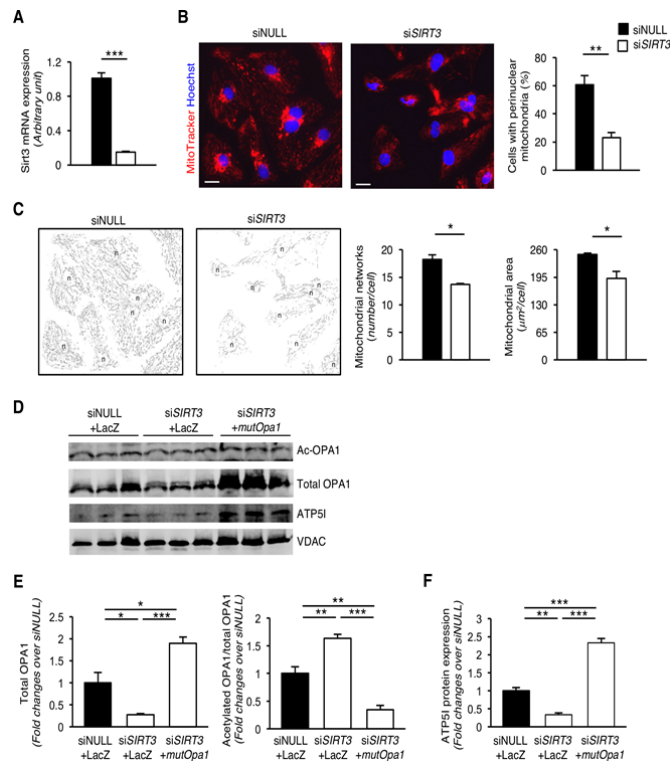 A
Sirt3 mRNA expression
(Arbitrary unit)
1.2
0.8
0.4
0
***
B
siNULL
siSIRT3
MitoTracker Hoechst
siNULL
siSIRT3
Cells with perinuclear
mitochondria (%)
80
60
40
20
0
**
C
siNULL
siSIRT3
n n n n n n n
n n n n n n n
Mitochondrial networks
(number/cell)
20
15
10
5
0
*
Mitochondrial area
(μm²/cell)
260
195
130
65
0
*
D
siNULL
+LacZ
siSIRT3
+LacZ
siSIRT3
+mutOpa1
Ac-OPA1
Total OPA1
ATP5I
VDAC
E
Total OPA1
(Fold changes over siNULL)
2.5
2
1.5
1
0.5
0
*
* ***
siNULL
+LacZ
siSIRT3
+LacZ
siSIRT3
+mutOpa1
Acetylated OPA1/total OPA1
(Fold changes over siNULL)
2
1.5
1
0.5
0
**
** ***
siNULL
+LacZ
siSIRT3
+LacZ
siSIRT3
+mutOpa1
F
ATP5I protein expression
(Fold changes over siNULL)
3
2.5
2
1.5
1
0.5
0
***
** ***
siNULL
+LacZ
siSIRT3
+LacZ
siSIRT3
+mutOpa1